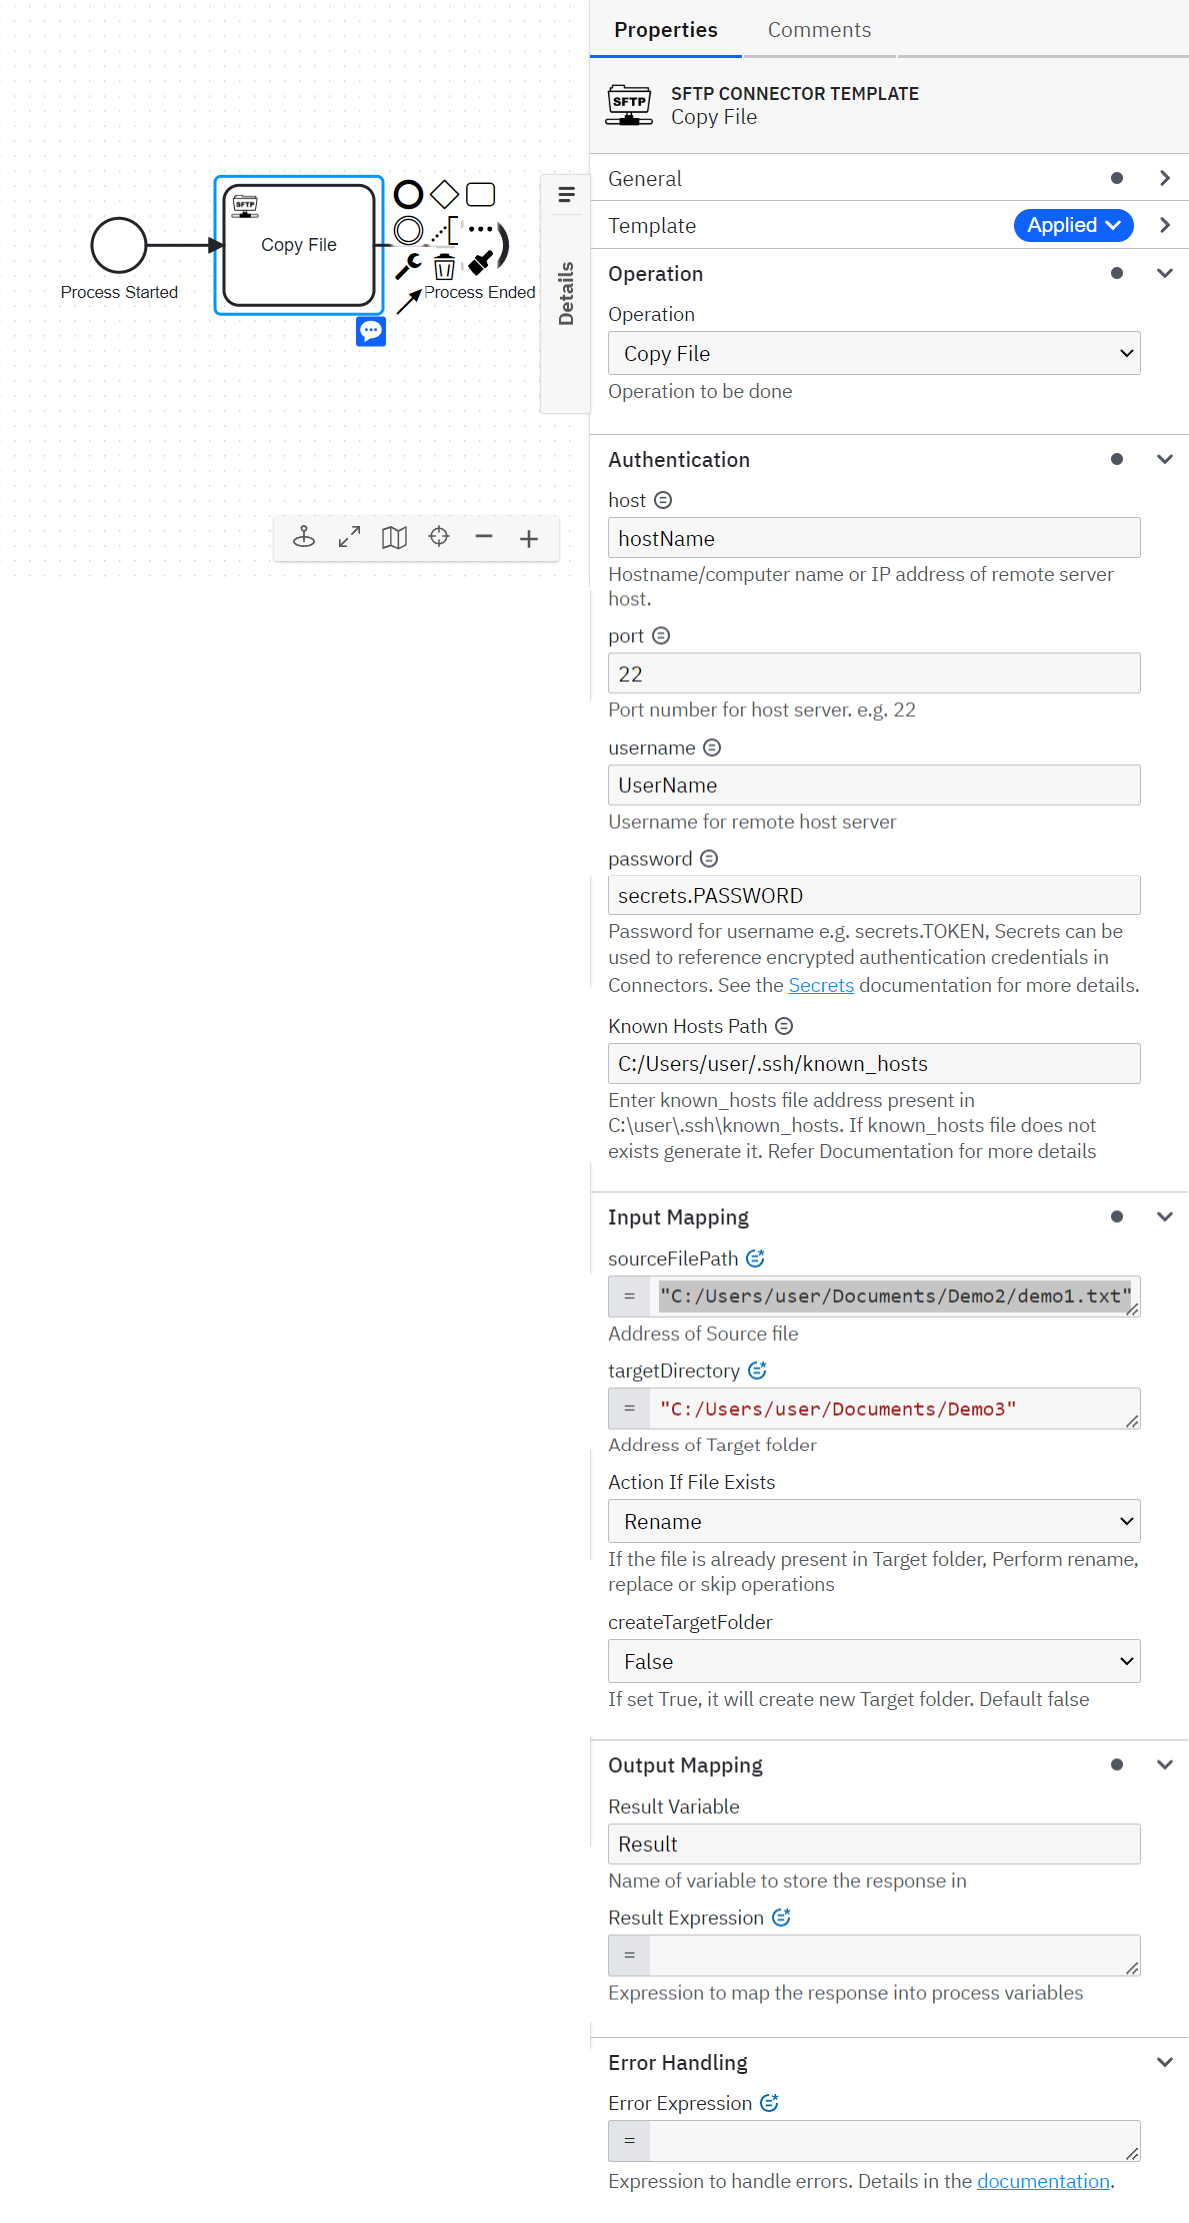 Properties
Comments
SFTP
SFTP CONNECTOR TEMPLATE
Copy File
General
Template
Applied
SFTP
Copy File
Process Started
Process Ended
Details
Operation
Operation
Copy File
Operation to be done
Authentication
host
hostName
Hostname/computer name or IP address of remote server
host.
port
22
Port number for host server. e.g. 22
username
UserName
Username for remote host server
password
secrets.PASSWORD
Password for username e.g. secrets.TOKEN, Secrets can be
used to reference encrypted authentication credentials in
Connectors. See the Secrets documentation for more details.
Known Hosts Path
C:/Users/user/.ssh/known_hosts
Enter known_hosts file address present in
C:\user\.ssh\known_hosts. If known_hosts file does not
exists generate it. Refer Documentation for more details
Input Mapping
sourceFilePath
= "C:/Users/user/Documents/Demo2/demo1.txt"
Address of Source file
targetDirectory
= "C:/Users/user/Documents/Demo3"
Address of Target folder
Action If File Exists
Rename
If the file is already present in Target folder, Perform rename,
replace or skip operations
createTargetFolder
False
If set True, it will create new Target folder. Default false
Output Mapping
Result Variable
Result
Name of variable to store the response in
Result Expression
=
Expression to map the response into process variables
Error Handling
Error Expression
=
Expression to handle errors. Details in the documentation.